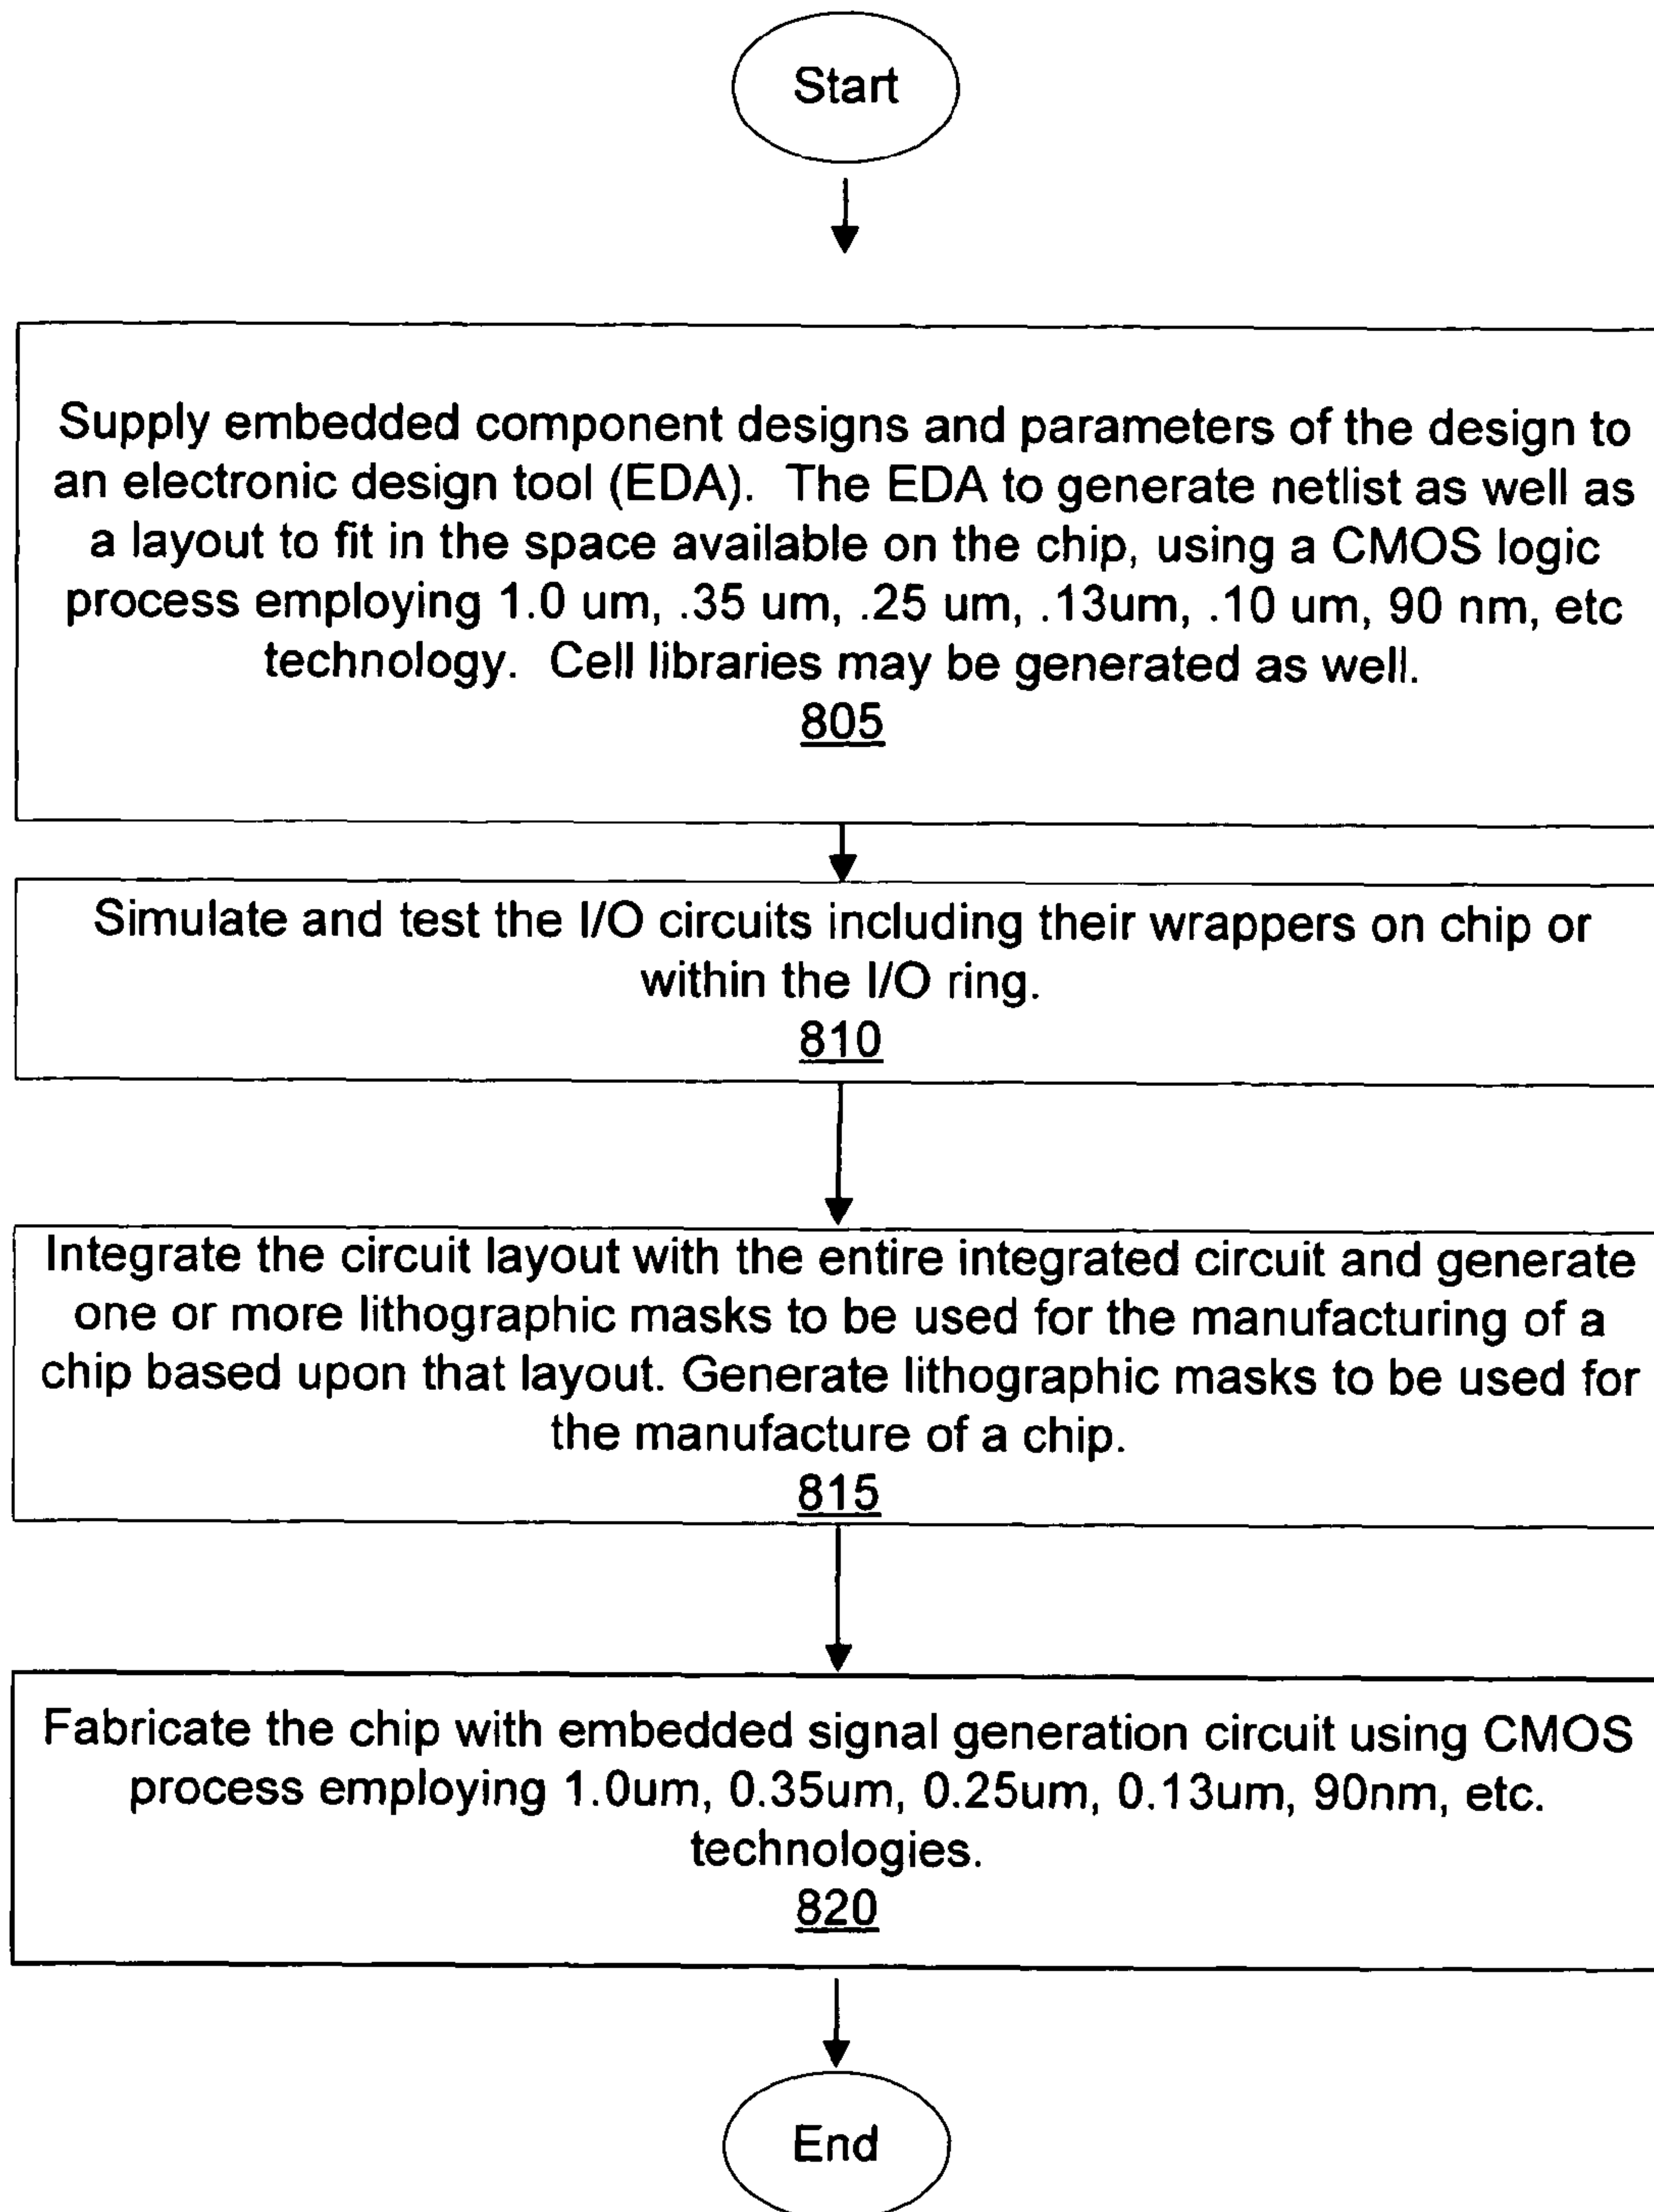 Start
Supply embedded component designs and parameters of the design to
an electronic design tool (EDA). The EDA to generate netlist as well as
a layout to fit in the space available on the chip, using a CMOS logic
process employing 1.0 um, .35 um, .25 um, .13um, .10 um, 90 nm, etc
technology. Cell libraries may be generated as well.
805
Simulate and test the I/O circuits including their wrappers on chip or
within the I/O ring.
810
Integrate the circuit layout with the entire integrated circuit and generate
one or more lithographic masks to be used for the manufacturing of a
chip based upon that layout. Generate lithographic masks to be used for
the manufacture of a chip.
815
Fabricate the chip with embedded signal generation circuit using CMOS
process employing 1.0um, 0.35um, 0.25um, 0.13um, 90nm, etc.
technologies.
820
End